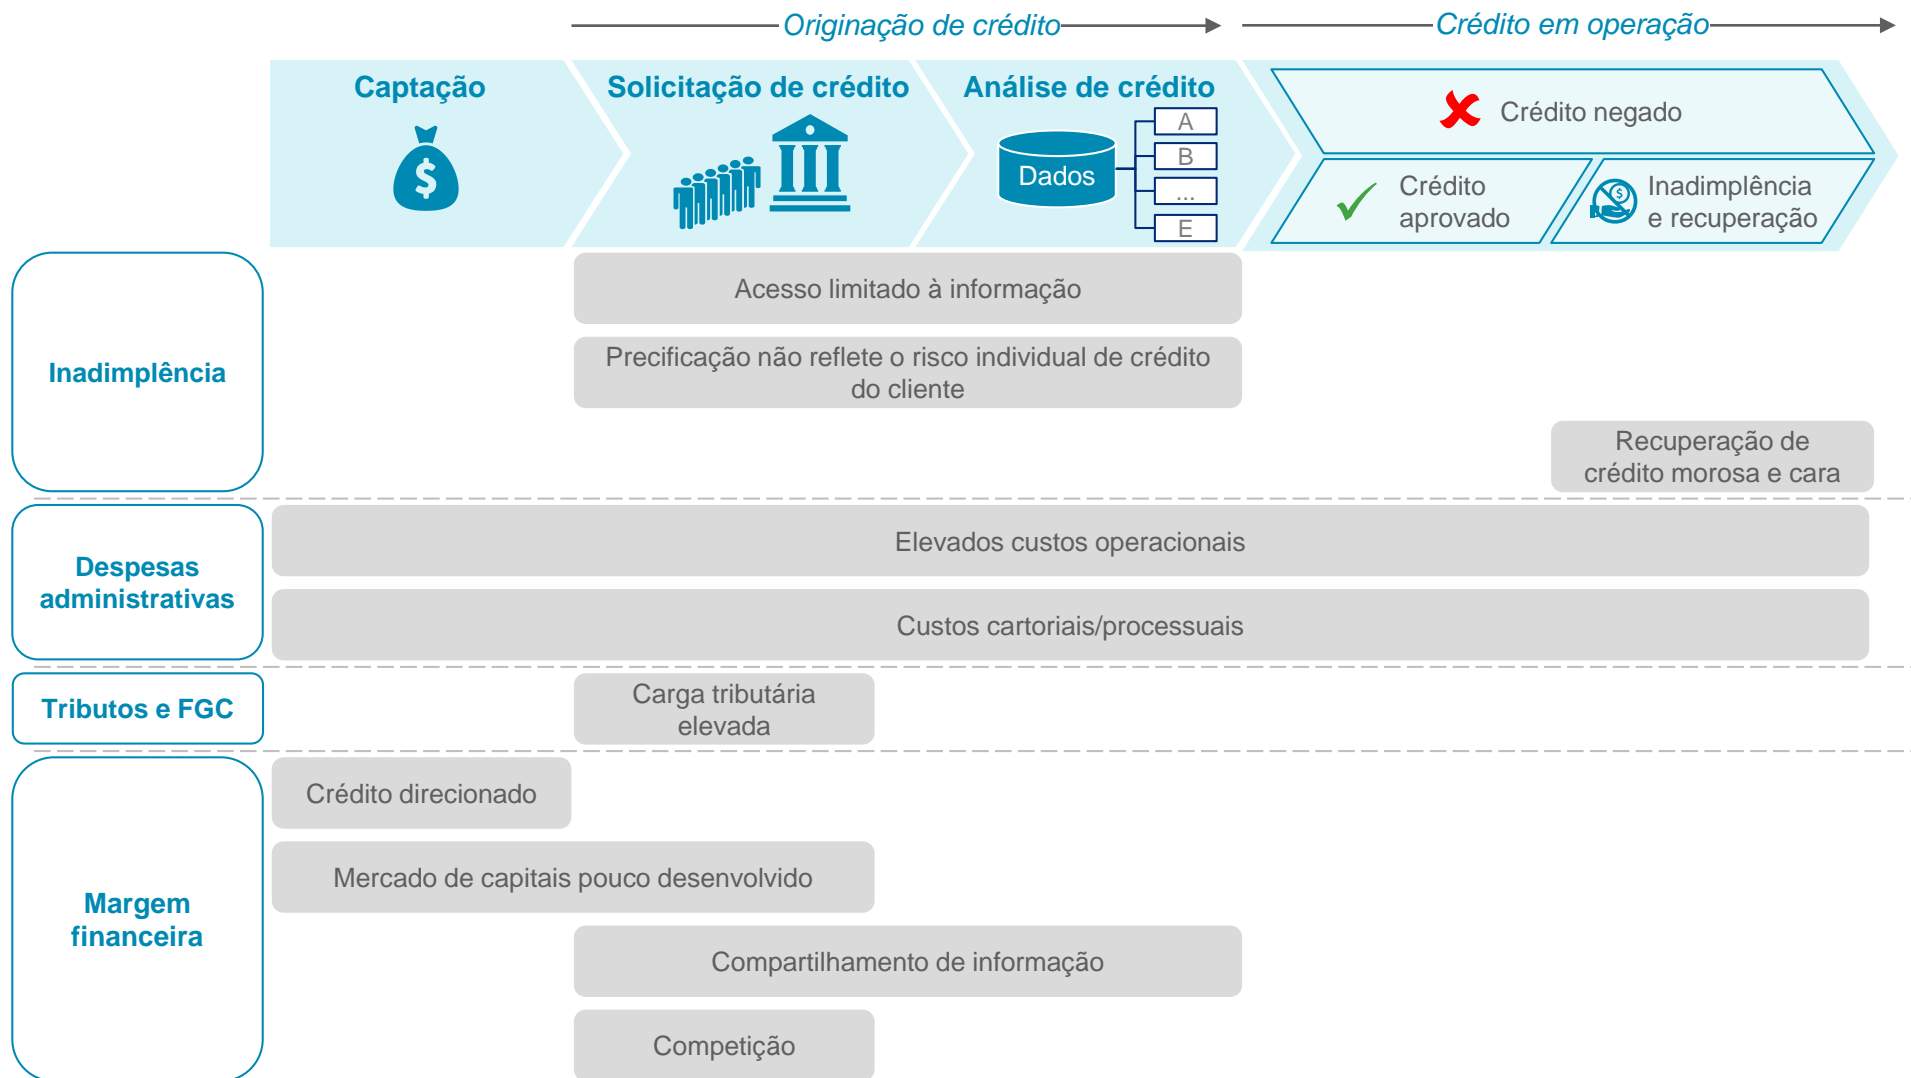 Originação de crédito
Crédito em operação
Captação
Solicitação de crédito
Análise de crédito
$
Dados
A
B
...
E
Crédito negado
Crédito
aprovado
$
Inadimplência
e recuperação
Inadimplência
Acesso limitado à informação
Precificação não reflete o risco individual de crédito
do cliente
Recuperação de
crédito morosa e cara
Despesas
administrativas
Elevados custos operacionais
Custos cartoriais/processuais
Tributos e FGC
Carga tributária
elevada
Margem
financeira
Crédito direcionado
Mercado de capitais pouco desenvolvido
Compartilhamento de informação
Competição